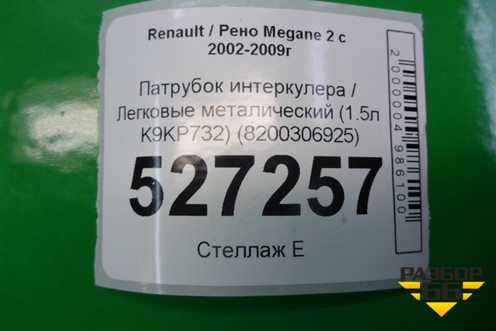 Renault / Рено Megane 2 с
2002-2009г
Патрубок интеркулера /
Легковые металический (1.5л
K9KP732) (8200306925)
527257
Стеллаж Е
2000004986100
РАЗБОР
66